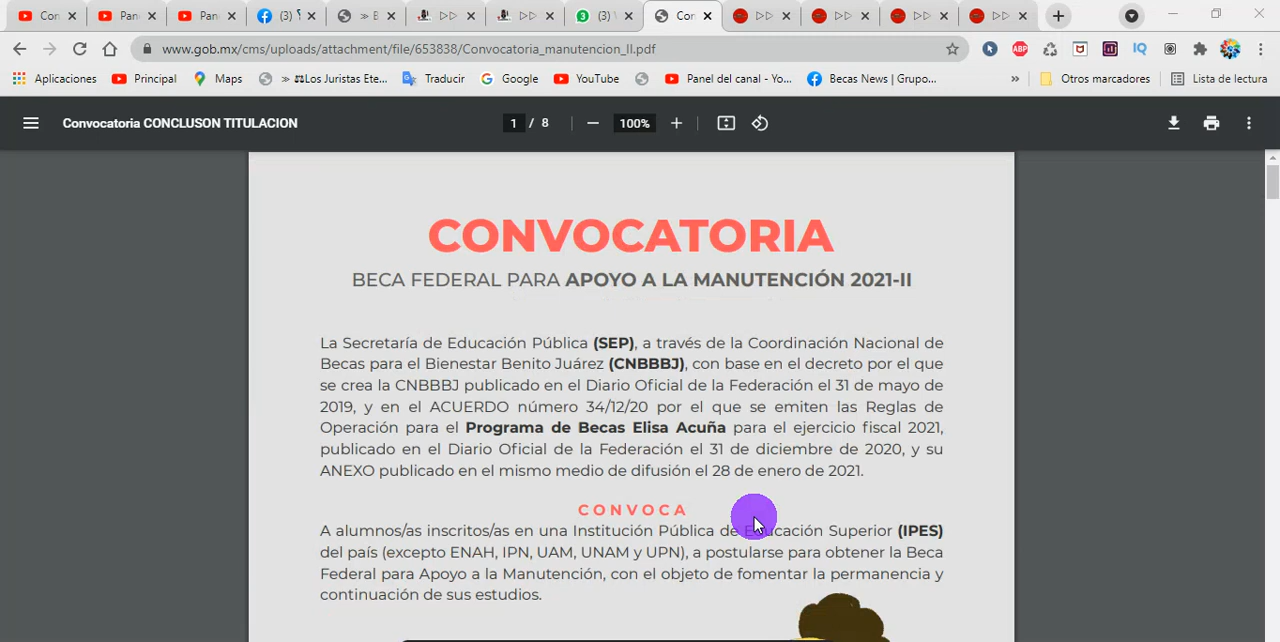 Con
Pan
Pan
(3) Y
» E
▷▷
▷▷
(3)
Con
▷▷
▷▷
▷▷
▷▷
www.gob.mx/cms/uploads/attachment/file/653838/Convocatoria_manutencion_II.pdf
ABP
IQ
Aplicaciones Principal Maps » ⚖Los Juristas Ete... Traducir Google YouTube Panel del canal - Yo... Becas News | Grupo... » Otros marcadores Lista de lectura
Convocatoria CONCLUSON TITULACION 1 / 8 — 100% +
CONVOCATORIA
BECA FEDERAL PARA APOYO A LA MANUTENCIÓN 2021-II
La Secretaría de Educación Pública (SEP), a través de la Coordinación Nacional de
Becas para el Bienestar Benito Juárez (CNBBBJ), con base en el decreto por el que
se crea la CNBBBJ publicado en el Diario Oficial de la Federación el 31 de mayo de
2019, y en el ACUERDO número 34/12/20 por el que se emiten las Reglas de
Operación para el Programa de Becas Elisa Acuña para el ejercicio fiscal 2021,
publicado en el Diario Oficial de la Federación el 31 de diciembre de 2020, y su
ANEXO publicado en el mismo medio de difusión el 28 de enero de 2021.
CONVOCA
A alumnos/as inscritos/as en una Institución Pública de Educación Superior (IPES)
del país (excepto ENAH, IPN, UAM, UNAM y UPN), a postularse para obtener la Beca
Federal para Apoyo a la Manutención, con el objeto de fomentar la permanencia y
continuación de sus estudios.